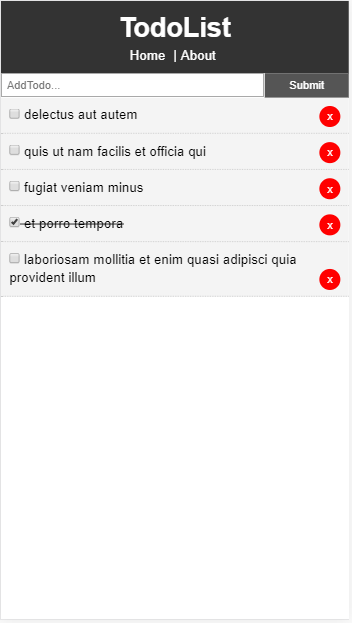 TodoList
Home | About
AddTodo... Submit
delectus aut autem x
quis ut nam facilis et officia qui x
fugiat veniam minus x
et porro tempora x
laboriosam mollitia et enim quasi adipisci quia
provident illum x